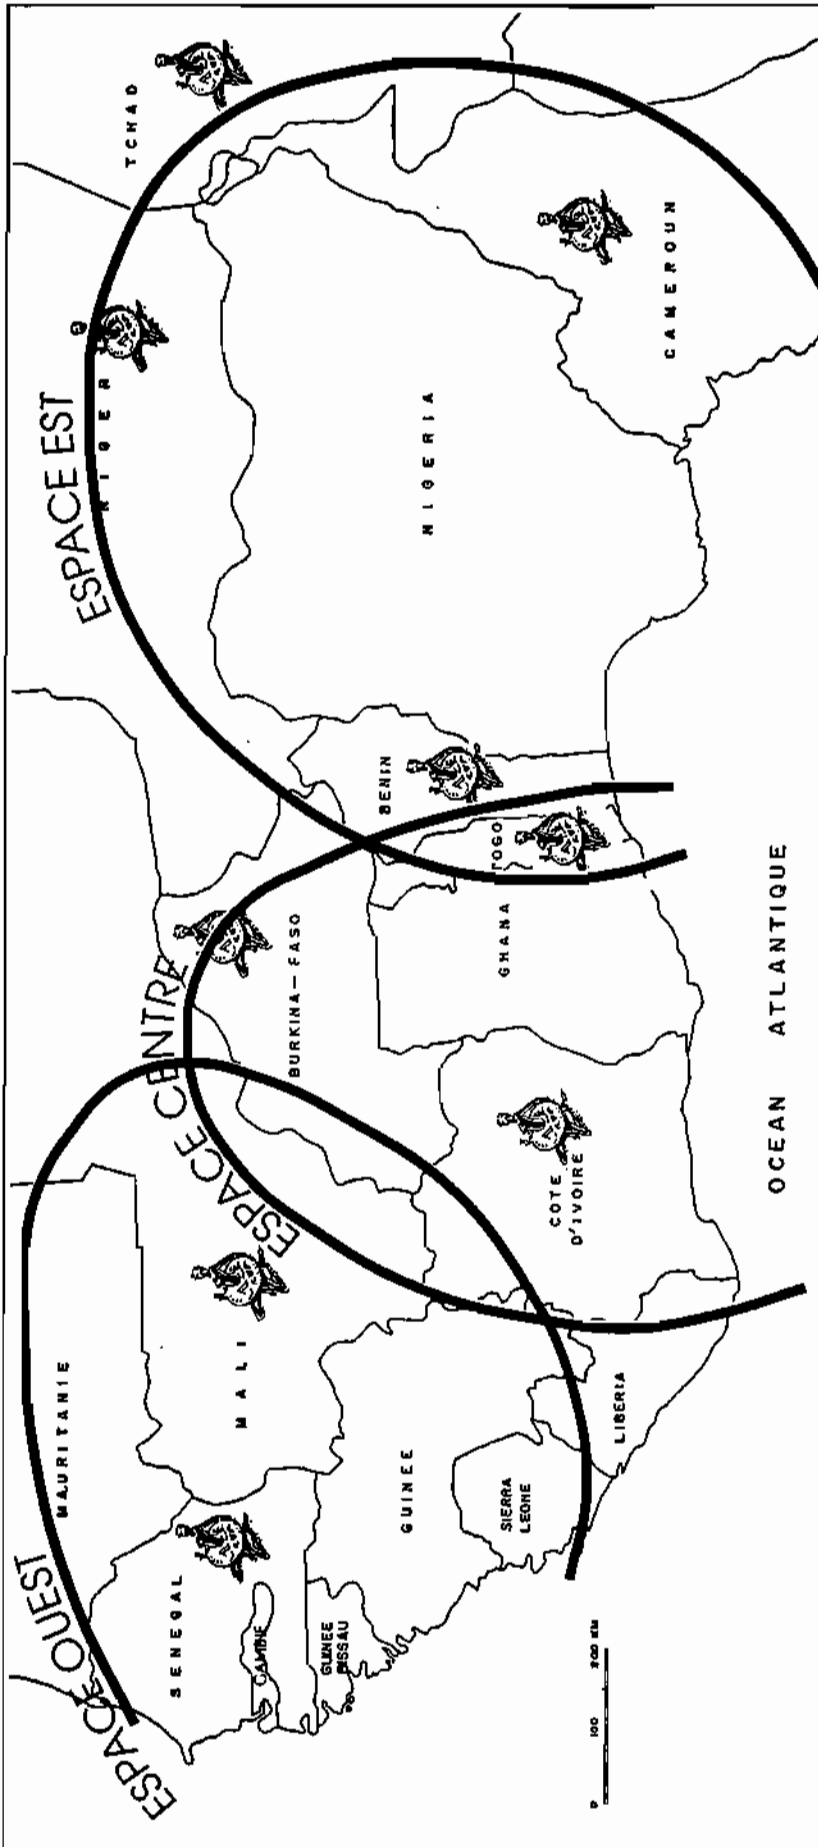 ESPACE OUEST
ESPACE CENTRE
ESPACE EST
MAURITANIE
MALI
SENEGAL
GAMBIE
GUINEE
BISSAU
GUINEE
SIERRA
LEONE
LIBERIA
COTE
D'IVOIRE
BURKINA-FASO
GHANA
TOGO
BENIN
NIGER
NIGERIA
TCHAD
CAMEROUN
OCEAN ATLANTIQUE
0 100 200 KM